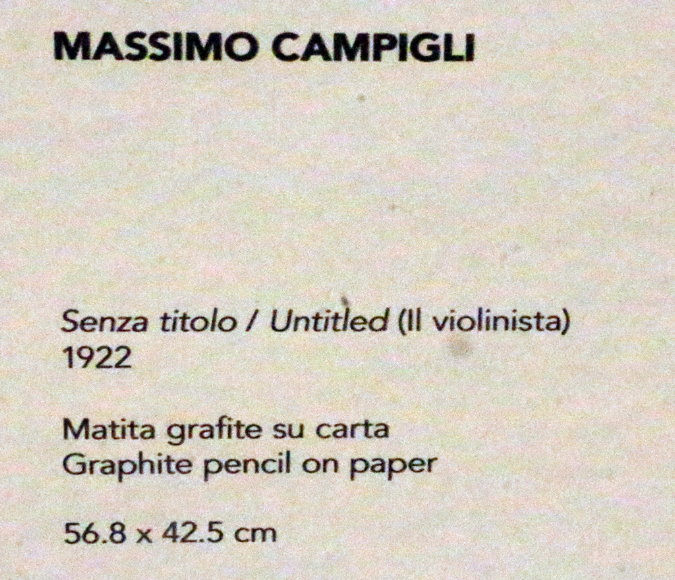 MASSIMO CAMPIGLI
Senza titolo / Untitled (Il violinista)
1922
Matita grafite su carta
Graphite pencil on paper
56.8 x 42.5 cm